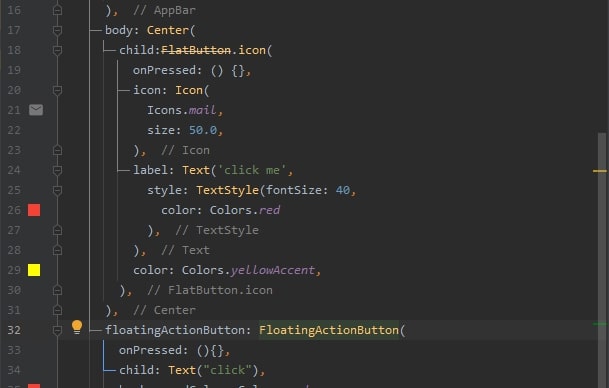 16 ), // AppBar
17 body: Center(
18 child:FlatButton.icon(
19 onPressed: () {},
20 icon: Icon(
21 Icons.mail,
22 size: 50.0,
23 ), // Icon
24 label: Text('click me',
25 style: TextStyle(fontSize: 40,
26 color: Colors.red
27 ), // TextStyle
28 ), // Text
29 color: Colors.yellowAccent,
30 ), // FlatButton.icon
31 ), // Center
32 floatingActionButton: FloatingActionButton(
33 onPressed: (){},
34 child: Text("click"),